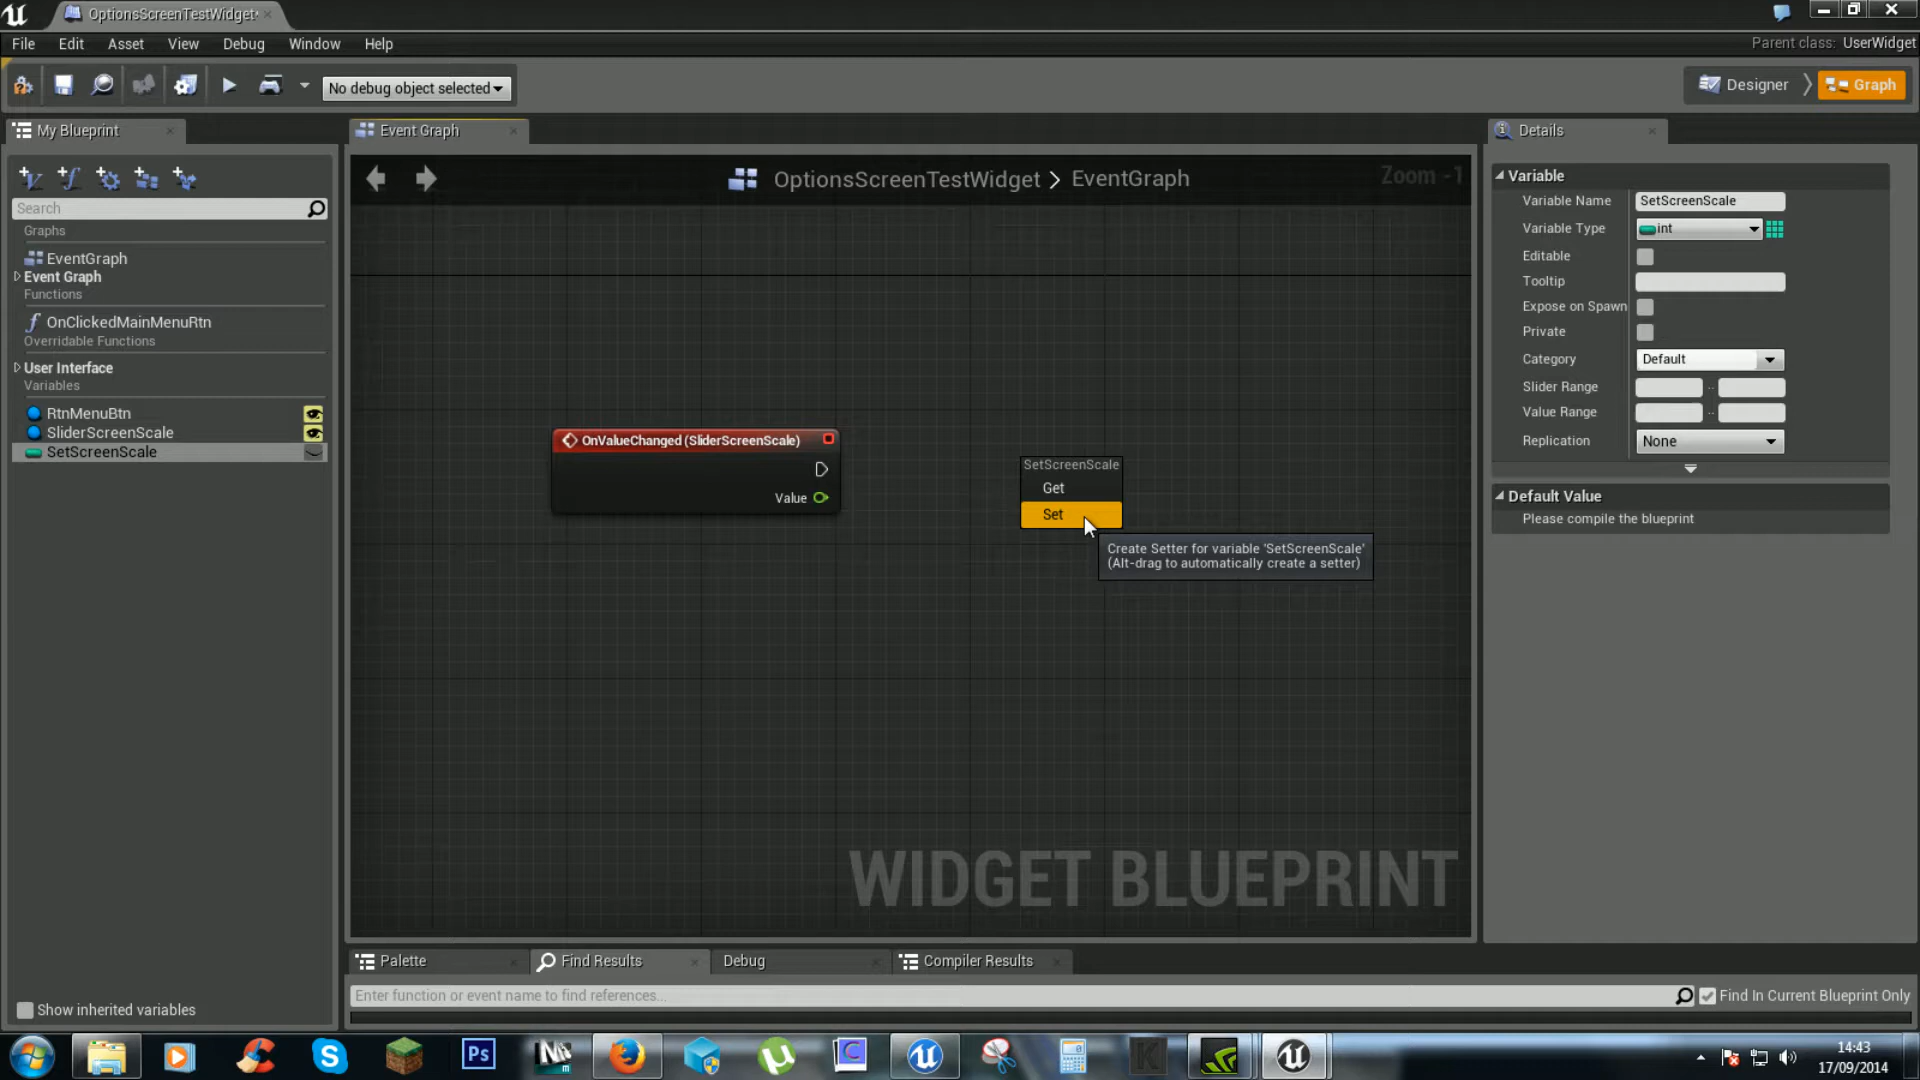 OptionsScreenTestWidget*
File Edit Asset View Debug Window Help
Parent class: UserWidget
No debug object selected
Designer
Graph
My Blueprint
Event Graph
Details
OptionsScreenTestWidget > EventGraph
Zoom -1
Search
Graphs
EventGraph
Event Graph
Functions
OnClickedMainMenuRtn
Overridable Functions
User Interface
Variables
RtnMenuBtn
SliderScreenScale
SetScreenScale
Show inherited variables
OnValueChanged (SliderScreenScale)
Value
SetScreenScale
Get
Set
Create Setter for variable 'SetScreenScale'
(Alt-drag to automatically create a setter)
WIDGET BLUEPRINT
Variable
Variable Name SetScreenScale
Variable Type int
Editable
Tooltip
Expose on Spawn
Private
Category Default
Slider Range
Value Range
Replication None
Default Value
Please compile the blueprint
Palette
Find Results
Debug
Compiler Results
Enter function or event name to find references...
Find In Current Blueprint Only
Ps
14:43
17/09/2014